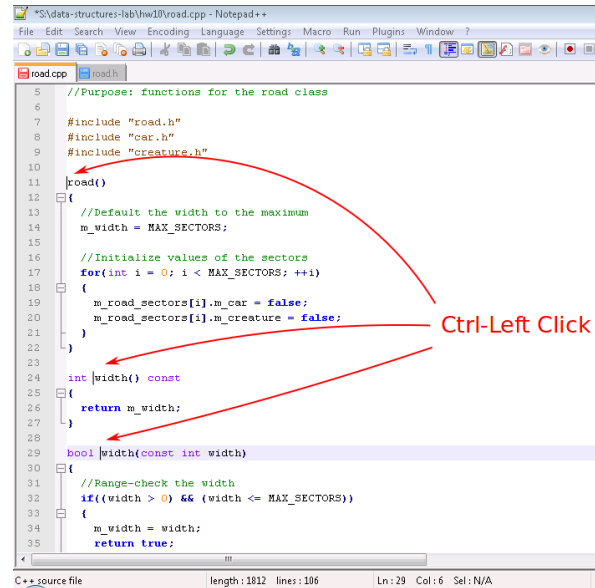 *S:\data-structures-lab\hw10\road.cpp - Notepad++
File Edit Search View Encoding Language Settings Macro Run Plugins Window ?
road.cpp road.h
5 //Purpose: functions for the road class
6
7 #include "road.h"
8 #include "car.h"
9 #include "creature.h"
10
11 road()
12 {
13 //Default the width to the maximum
14 m_width = MAX_SECTORS;
15
16 //Initialize values of the sectors
17 for(int i = 0; i < MAX_SECTORS; ++i)
18 {
19 m_road_sectors[i].m_car = false;
20 m_road_sectors[i].m_creature = false;
21 }
22 }
23
24 int width() const
25 {
26 return m_width;
27 }
28
29 bool width(const int width)
30 {
31 //Range-check the width
32 if((width > 0) && (width <= MAX_SECTORS))
33 {
34 m_width = width;
35 return true;
Ctrl-Left Click
C++ source file length : 1812 lines : 106 Ln : 29 Col : 6 Sel : N/A